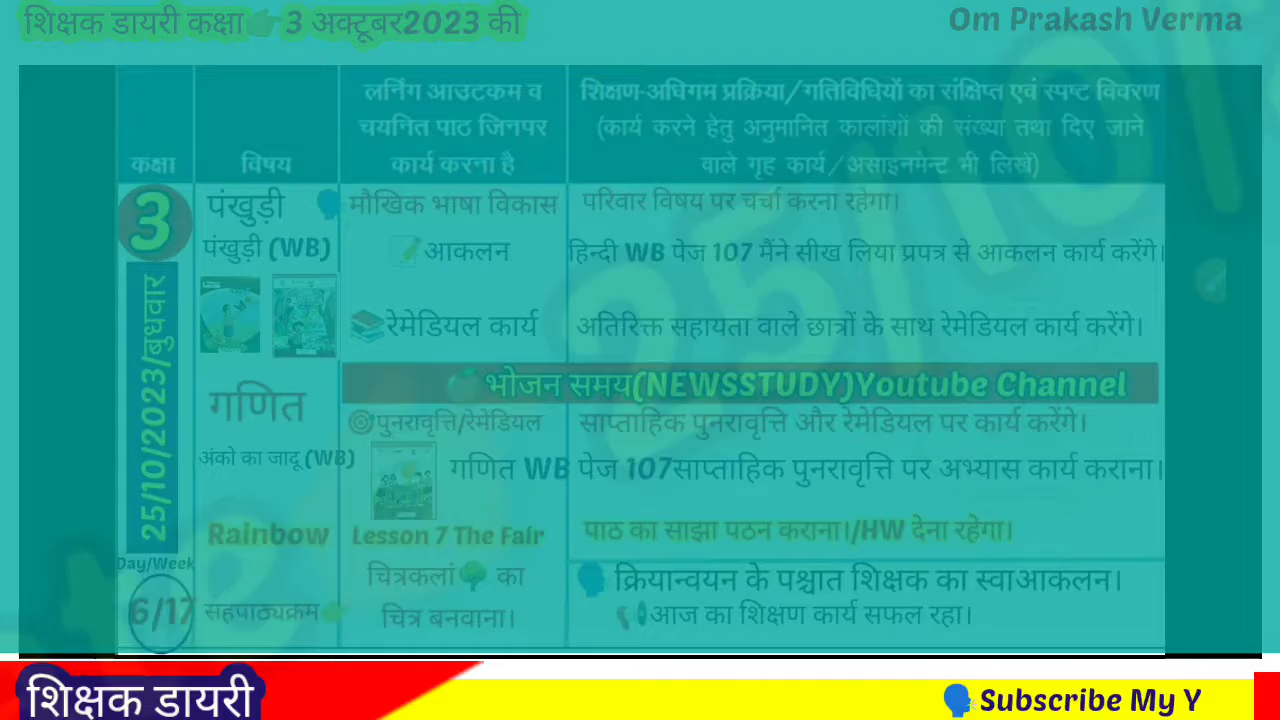 शिक्षक डायरी कक्षा👉3 अक्टूबर2023 की
Om Prakash Verma
कक्षा
विषय
लर्निंग आउटकम व
चयनित पाठ जिनपर
कार्य करना है
शिक्षण-अधिगम प्रक्रिया/गतिविधियों का संक्षिप्त एवं स्पष्ट विवरण
(कार्य करने हेतु अनुमानित कालांशों की संख्या तथा दिए जाने
वाले गृह कार्य/असाइनमेन्ट भी लिखें)
3
25/10/2023/बुधवार
Day/Week
6/17
पंखुड़ी
🗣️मौखिक भाषा विकास
परिवार विषय पर चर्चा करना रहेगा।
पंखुड़ी (WB)
📝आकलन
हिन्दी WB पेज 107 मैंने सीख लिया प्रपत्र से आकलन कार्य करेंगे।
📚रेमेडियल कार्य
अतिरिक्त सहायता वाले छात्रों के साथ रेमेडियल कार्य करेंगे।
🍏भोजन समय(NEWSSTUDY)Youtube Channel
गणित
🎯पुनरावृत्ति/रेमेडियल
साप्ताहिक पुनरावृत्ति और रेमेडियल पर कार्य करेंगे।
अंको का जादू (WB)
गणित WB पेज 107साप्ताहिक पुनरावृत्ति पर अभ्यास कार्य कराना।
Rainbow
Lesson 7 The Fair
पाठ का साझा पठन कराना।/HW देना रहेगा।
सहपाठ्यक्रम👉
चित्रकलां🌳 का
चित्र बनवाना।
🗣️क्रियान्वयन के पश्चात शिक्षक का स्वाआकलन।
📢आज का शिक्षण कार्य सफल रहा।
25/10/
शिक्षक डायरी
🗣️Subscribe My Y